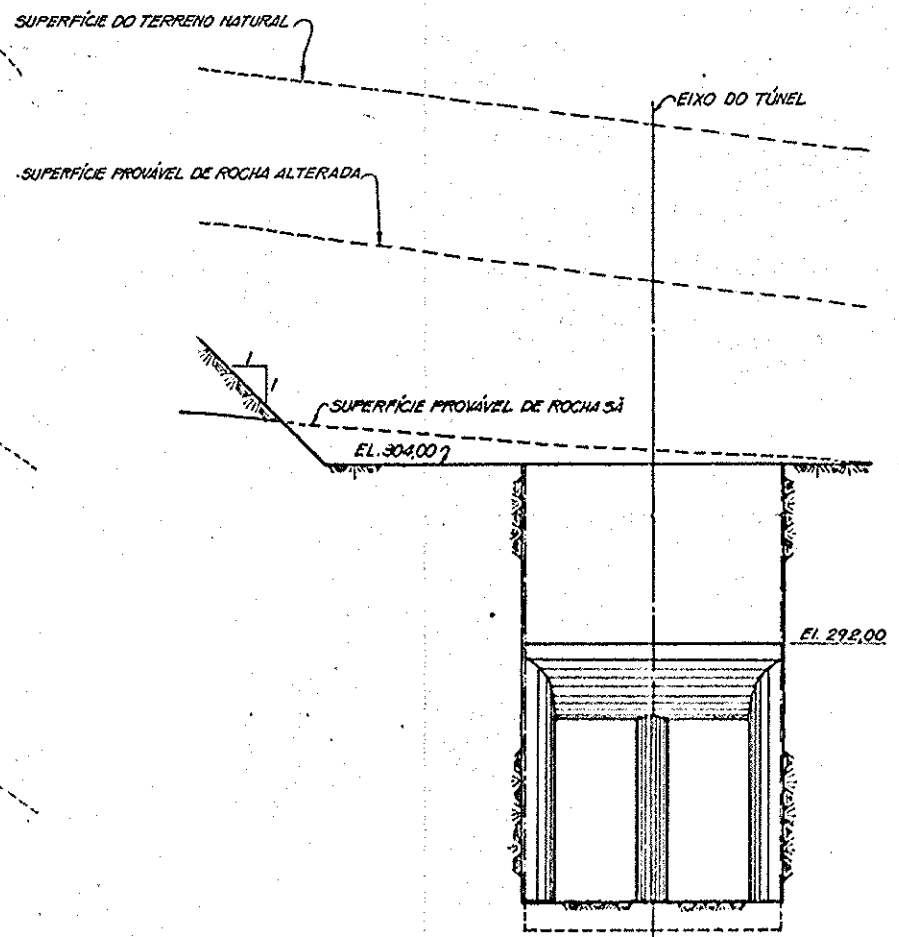 SUPERFÍCIE DO TERRENO NATURAL
EIXO DO TÚNEL
SUPERFÍCIE PROVÁVEL DE ROCHA ALTERADA
1
1
SUPERFÍCIE PROVÁVEL DE ROCHA SÃ
EL. 304,00
El. 292,00